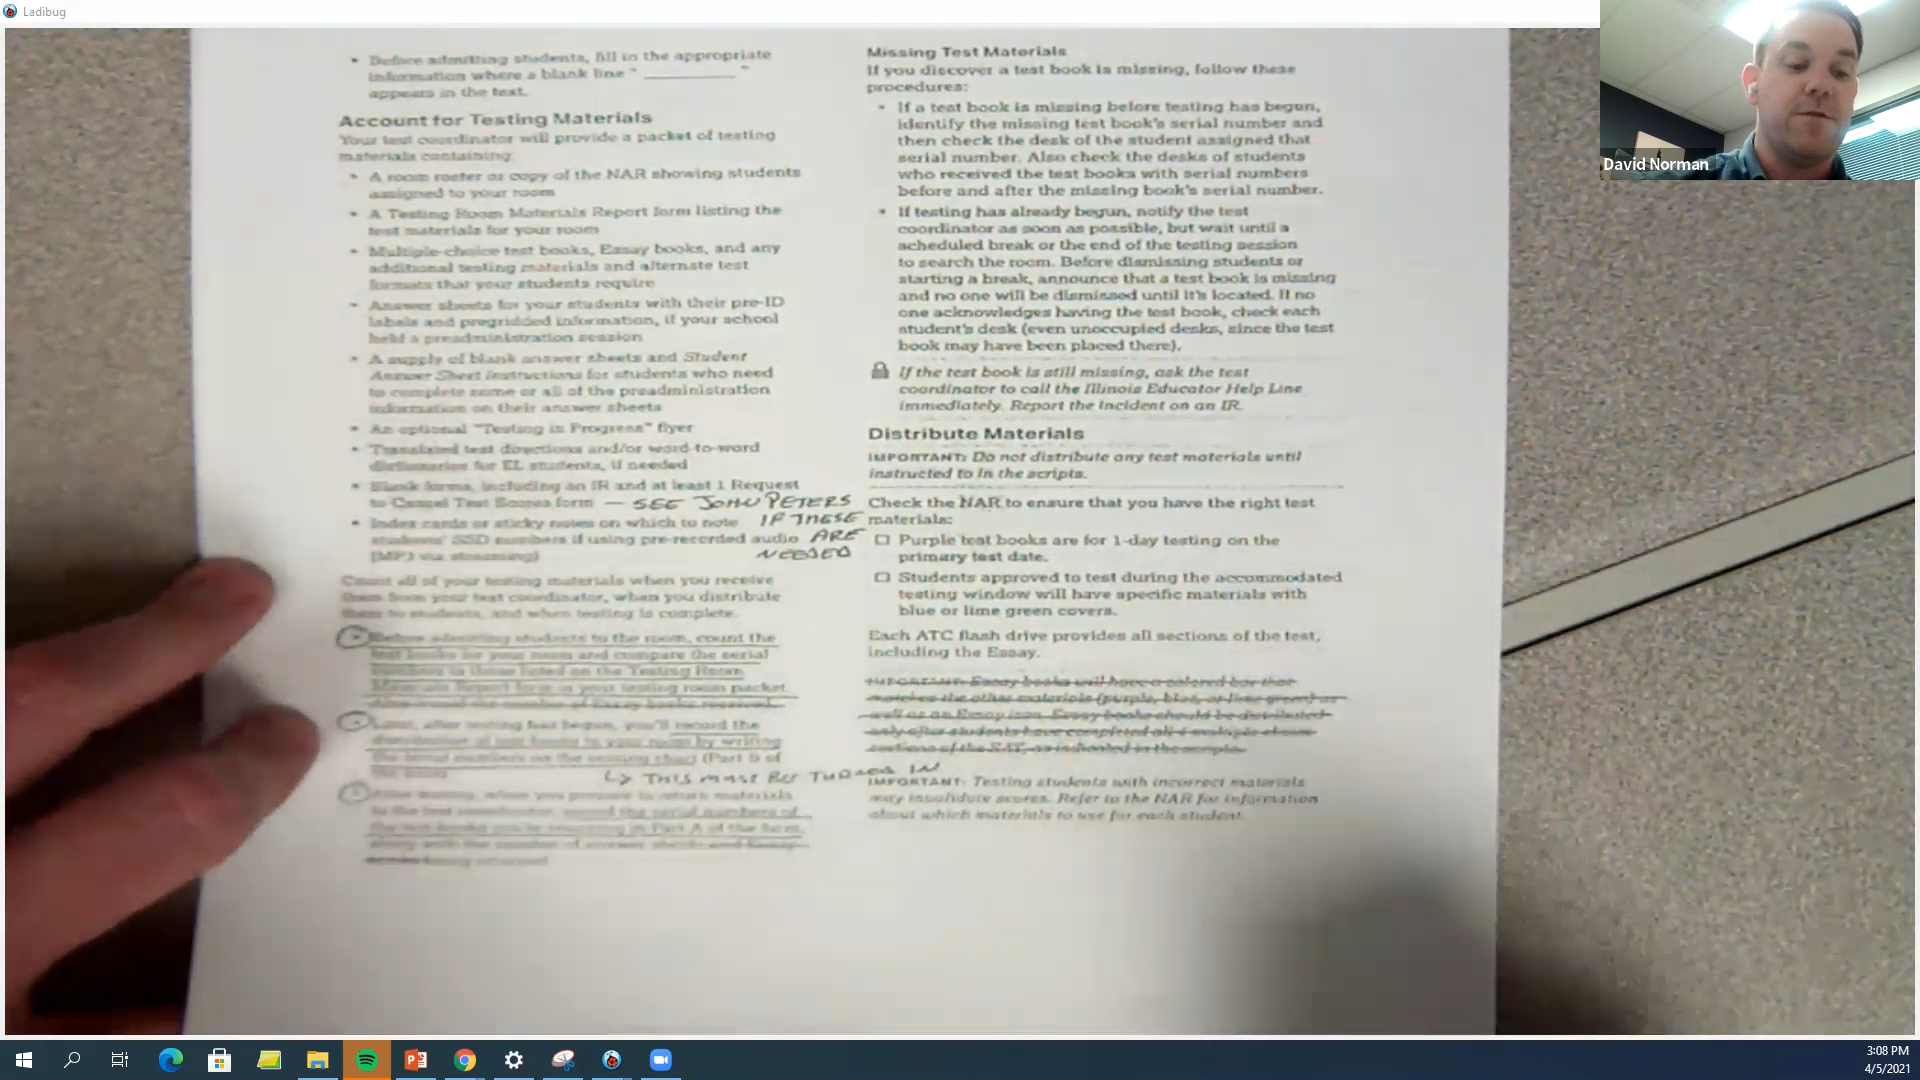 Ladibug
• Before admitting students, fill in the appropriate
information where a blank line "__________"
appears in the text.
Account for Testing Materials
Your test coordinator will provide a packet of testing
materials containing:
• A room roster or copy of the NAR showing students
assigned to your room
• A Testing Room Materials Report form listing the
test materials for your room
• Multiple-choice test books, Essay books, and any
additional testing materials and alternate test
formats that your students require
• Answer sheets for your students with their pre-ID
labels and pregridded information, if your school
held a preadministration session
• A supply of blank answer sheets and Student
Answer Sheet Instructions for students who need
to complete some or all of the preadministration
information on their answer sheets
• An optional "Testing in Progress" flyer
• Translated test directions and/or word-to-word
dictionaries for EL students, if needed
• Blank forms, including an IR and at least 1 Request
to Cancel Test Scores form — SEE JOHN PETERS
• Index cards or sticky notes on which to note IF THESE
students' SSD numbers if using pre-recorded audio ARE
(MP3 via streaming) NEEDED
Count all of your testing materials when you receive
them from your test coordinator, when you distribute
them to students, and when testing is complete.
• Before admitting students to the room, count the
test books for your room and compare the serial
numbers to those listed on the Testing Room
Materials Report form in your testing room packet.
Also count the number of Essay books received.
• Later, after testing has begun, you'll record the
distribution of test books in your room by writing
the serial numbers on the seating chart (Part B of
the form).
↳ THIS MUST BE TURNED IN
• After testing, when you prepare to return materials
to the test coordinator, record the serial numbers of
the test books you're returning in Part A of the form,
along with the number of answer sheets and Essay
books being returned.
Missing Test Materials
If you discover a test book is missing, follow these
procedures:
• If a test book is missing before testing has begun,
identify the missing test book's serial number and
then check the desk of the student assigned that
serial number. Also check the desks of students
who received the test books with serial numbers
before and after the missing book's serial number.
• If testing has already begun, notify the test
coordinator as soon as possible, but wait until a
scheduled break or the end of the testing session
to search the room. Before dismissing students or
starting a break, announce that a test book is missing
and no one will be dismissed until it's located. If no
one acknowledges having the test book, check each
student's desk (even unoccupied desks, since the test
book may have been placed there).
If the test book is still missing, ask the test
coordinator to call the Illinois Educator Help Line
immediately. Report the incident on an IR.
Distribute Materials
IMPORTANT: Do not distribute any test materials until
instructed to in the scripts.
Check the NAR to ensure that you have the right test
materials:
☐ Purple test books are for 1-day testing on the
primary test date.
☐ Students approved to test during the accommodated
testing window will have specific materials with
blue or lime green covers.
Each ATC flash drive provides all sections of the test,
including the Essay.
IMPORTANT: Essay books will have a colored bar that
matches the other materials (purple, blue, or lime green) as
well as an Essay icon. Essay books should be distributed
only after students have completed all 4 multiple-choice
sections of the SAT, as indicated in the scripts.
IMPORTANT: Testing students with incorrect materials
may invalidate scores. Refer to the NAR for information
about which materials to use for each student.
David Norman
3:08 PM
4/5/2021